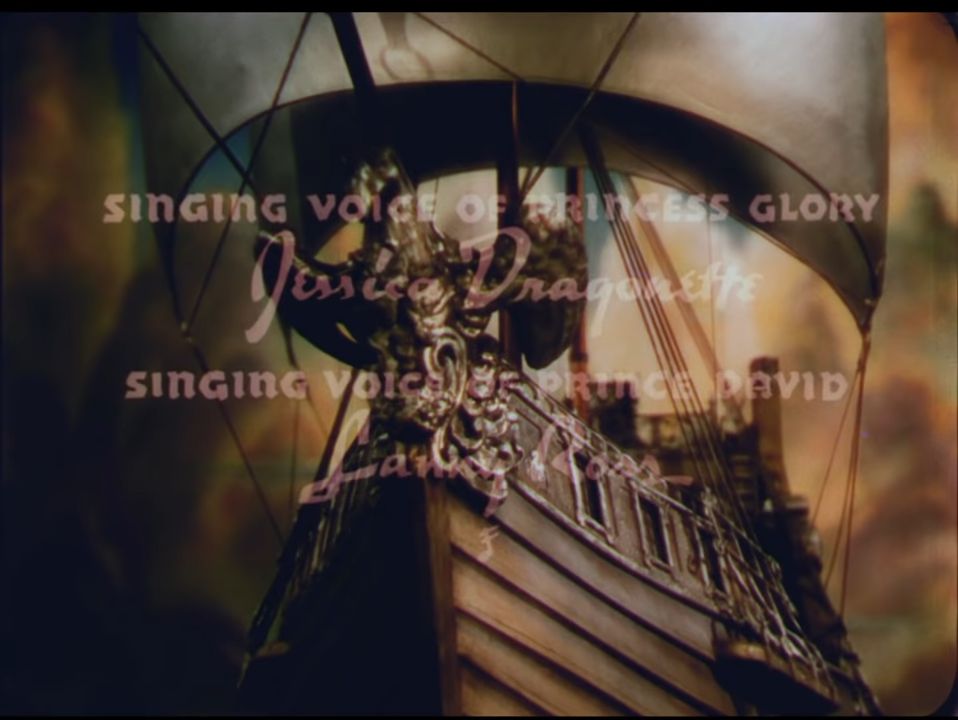 SINGING VOICE OF PRINCESS GLORY
Jessica Dragonette
SINGING VOICE OF PRINCE DAVID
Lanny Ross